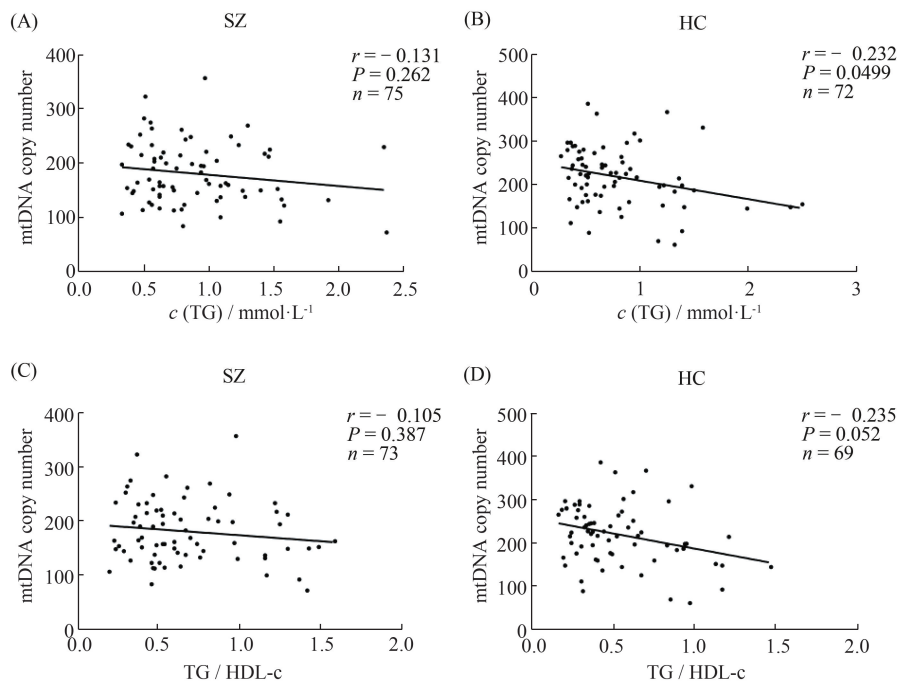 (A)
SZ
r = − 0.131
P = 0.262
n = 75
mtDNA copy number
400
300
200
100
0
0.0 0.5 1.0 1.5 2.0 2.5
c (TG) / mmol·L⁻¹
(B)
HC
r = − 0.232
P = 0.0499
n = 72
mtDNA copy number
500
400
300
200
100
0
0 1 2 3
c (TG) / mmol·L⁻¹
(C)
SZ
r = − 0.105
P = 0.387
n = 73
mtDNA copy number
400
300
200
100
0
0.0 0.5 1.0 1.5 2.0
TG / HDL-c
(D)
HC
r = − 0.235
P = 0.052
n = 69
mtDNA copy number
500
400
300
200
100
0
0.0 0.5 1.0 1.5 2.0
TG / HDL-c